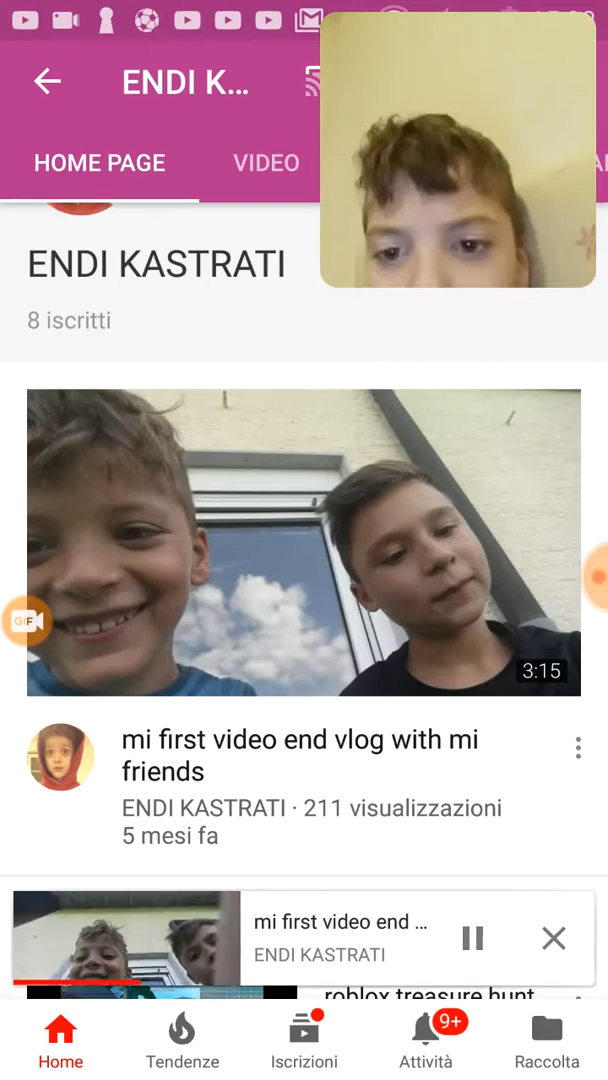 ENDI K...
HOME PAGE
VIDEO
ENDI KASTRATI
8 iscritti
3:15
GIF
mi first video end vlog with mi
friends
ENDI KASTRATI · 211 visualizzazioni
5 mesi fa
mi first video end ...
ENDI KASTRATI
roblox treasure hunt
9+
Home
Tendenze
Iscrizioni
Attività
Raccolta